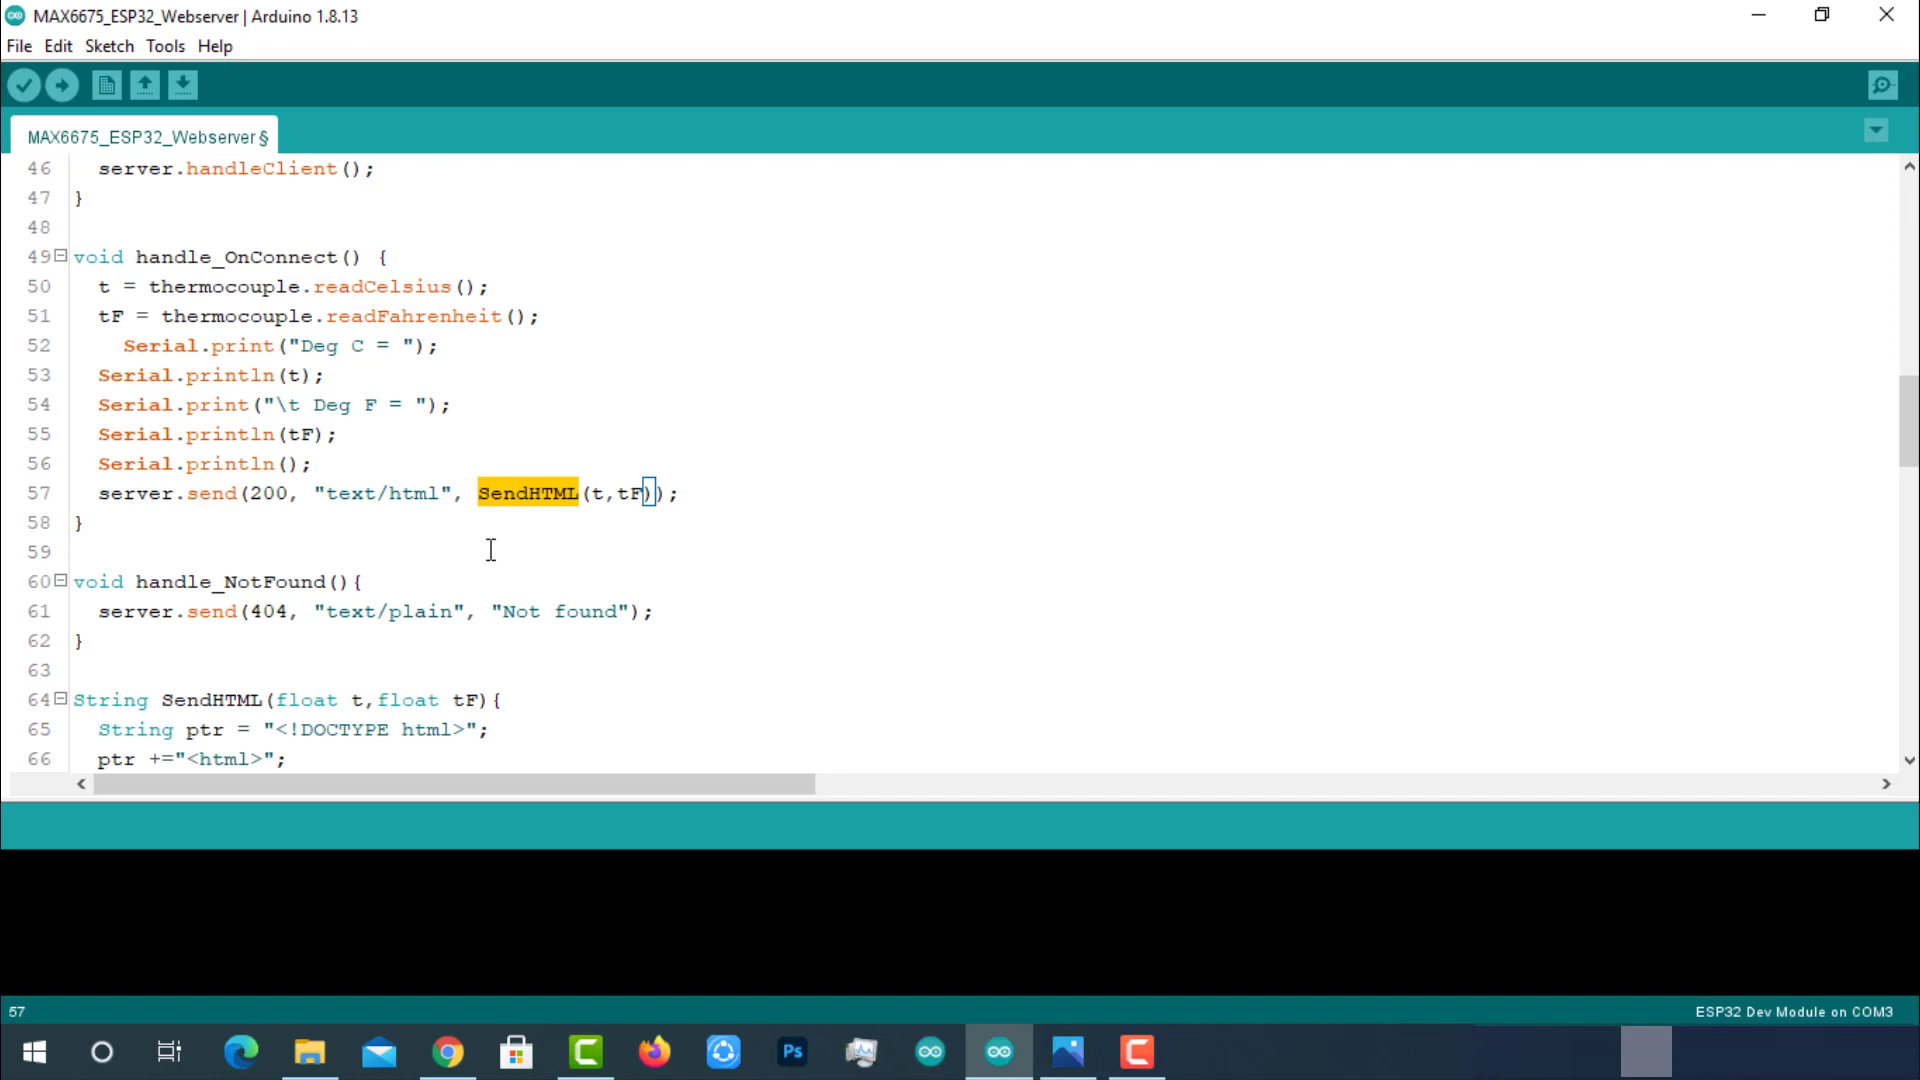 MAX6675_ESP32_Webserver | Arduino 1.8.13
File Edit Sketch Tools Help
MAX6675_ESP32_Webserver §
46 server.handleClient();
47 }
48
49 void handle_OnConnect() {
50 t = thermocouple.readCelsius();
51 tF = thermocouple.readFahrenheit();
52 Serial.print("Deg C = ");
53 Serial.println(t);
54 Serial.print("\t Deg F = ");
55 Serial.println(tF);
56 Serial.println();
57 server.send(200, "text/html", SendHTML(t,tF));
58 }
59
60 void handle_NotFound(){
61 server.send(404, "text/plain", "Not found");
62 }
63
64 String SendHTML(float t,float tF){
65 String ptr = "<!DOCTYPE html>";
66 ptr +="<html>";
57
ESP32 Dev Module on COM3
Ps